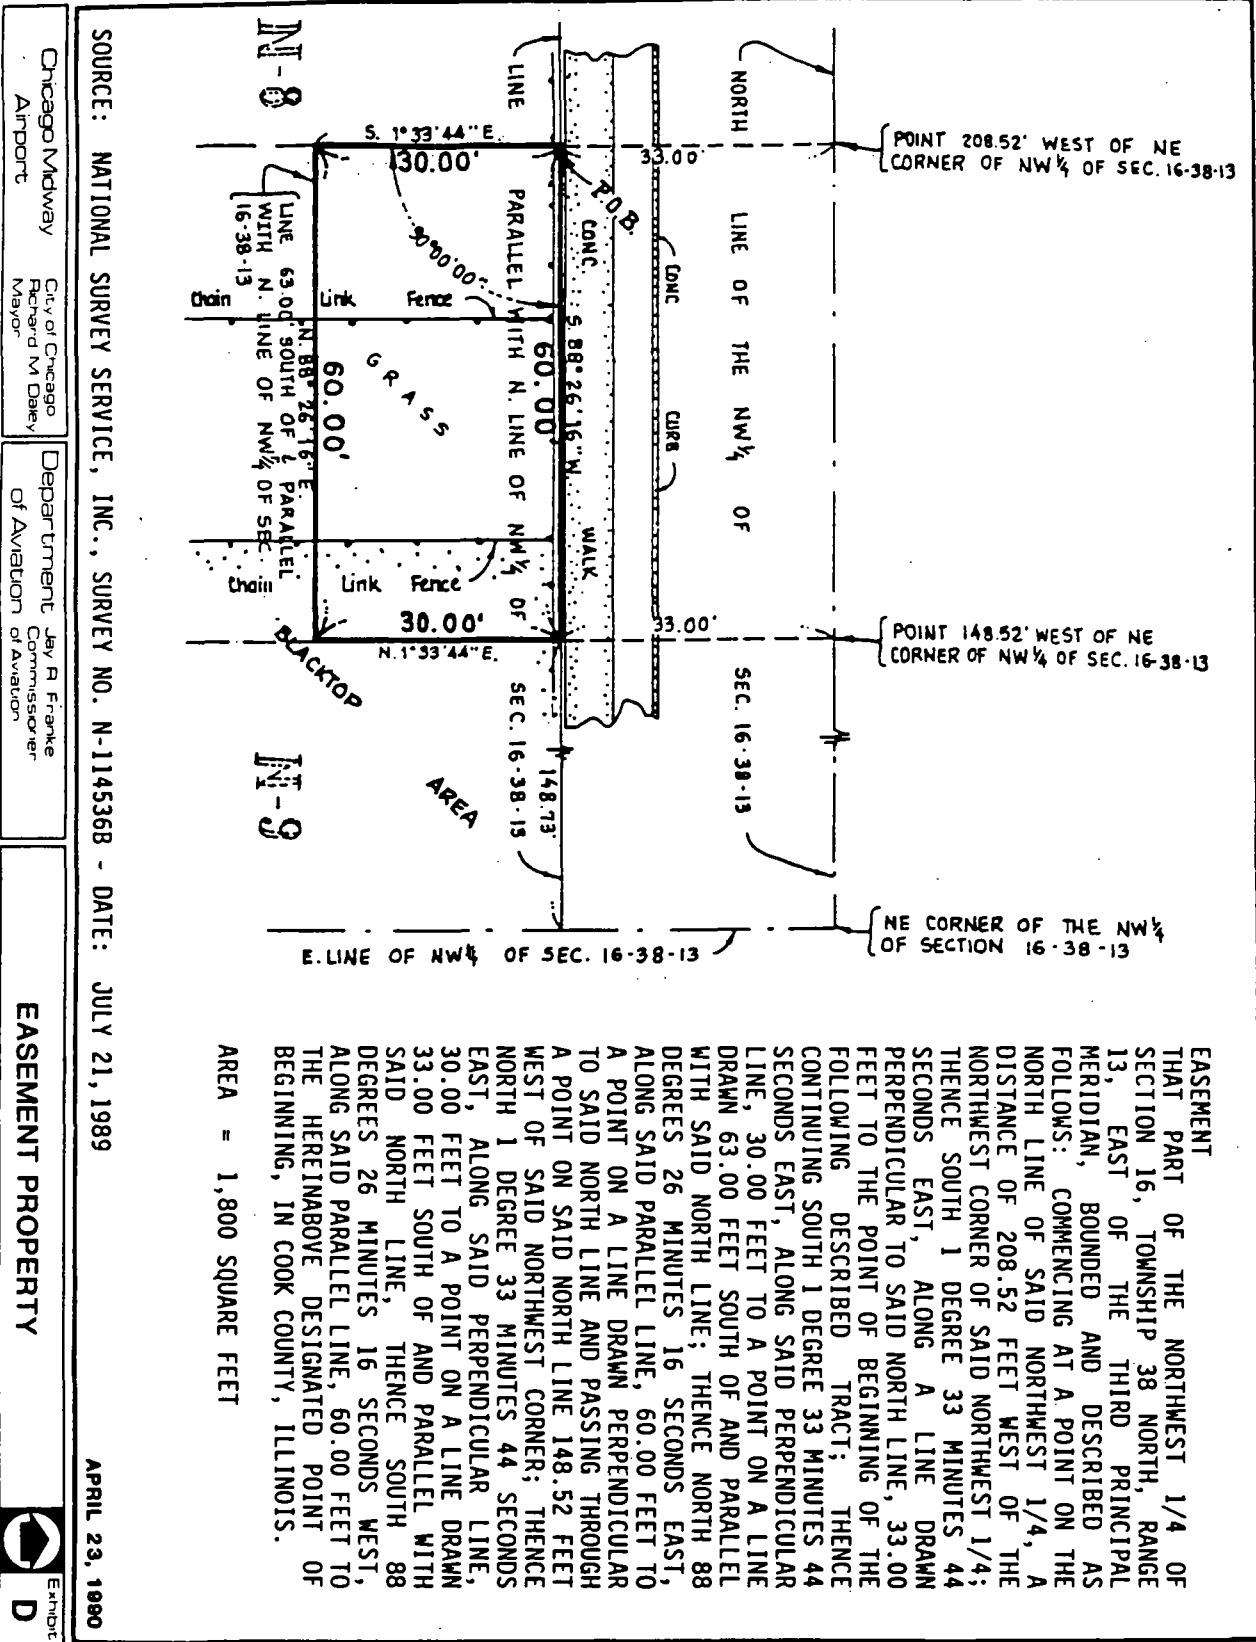 POINT 208.52' WEST OF NE
CORNER OF NW¼ OF SEC. 16-38-13
POINT 148.52' WEST OF NE
CORNER OF NW¼ OF SEC. 16-38-13
NE CORNER OF THE NW¼
OF SECTION 16-38-13
NORTH LINE OF THE NW¼ OF SEC. 16-38-13
33.00'
33.00'
CONC CURB
CONC. WALK
P.O.B.
S. 88° 26' 16" W.
60.00'
LINE PARALLEL WITH N. LINE OF NW¼ OF SEC. 16-38-13
148.73'
S. 1° 33' 44" E.
30.00'
90°00'00"
Chain Link Fence
GRASS
Chain Link Fence
30.00'
N. 1° 33' 44" E.
60.00'
N. 88° 26' 16" E.
LINE 63.00' SOUTH OF & PARALLEL
WITH N. LINE OF NW¼ OF SEC.
16-38-13
BLACKTOP AREA
E. LINE OF NW¼ OF SEC. 16-38-13
N-8
N-9
EASEMENT
THAT PART OF THE NORTHWEST 1/4 OF
SECTION 16, TOWNSHIP 38 NORTH, RANGE
13, EAST OF THE THIRD PRINCIPAL
MERIDIAN, BOUNDED AND DESCRIBED AS
FOLLOWS: COMMENCING AT A POINT ON THE
NORTH LINE OF SAID NORTHWEST 1/4, A
DISTANCE OF 208.52 FEET WEST OF THE
NORTHWEST CORNER OF SAID NORTHWEST 1/4;
THENCE SOUTH 1 DEGREE 33 MINUTES 44
SECONDS EAST, ALONG A LINE DRAWN
PERPENDICULAR TO SAID NORTH LINE, 33.00
FEET TO THE POINT OF BEGINNING OF THE
FOLLOWING DESCRIBED TRACT; THENCE
CONTINUING SOUTH 1 DEGREE 33 MINUTES 44
SECONDS EAST, ALONG SAID PERPENDICULAR
LINE, 30.00 FEET TO A POINT ON A LINE
DRAWN 63.00 FEET SOUTH OF AND PARALLEL
WITH SAID NORTH LINE; THENCE NORTH 88
DEGREES 26 MINUTES 16 SECONDS EAST,
ALONG SAID PARALLEL LINE, 60.00 FEET TO
A POINT ON A LINE DRAWN PERPENDICULAR
TO SAID NORTH LINE AND PASSING THROUGH
A POINT ON SAID NORTH LINE 148.52 FEET
WEST OF SAID NORTHWEST CORNER; THENCE
NORTH 1 DEGREE 33 MINUTES 44 SECONDS
EAST, ALONG SAID PERPENDICULAR LINE,
30.00 FEET TO A POINT ON A LINE DRAWN
33.00 FEET SOUTH OF AND PARALLEL WITH
SAID NORTH LINE, THENCE SOUTH 88
DEGREES 26 MINUTES 16 SECONDS WEST,
ALONG SAID PARALLEL LINE, 60.00 FEET TO
THE HEREINABOVE DESIGNATED POINT OF
BEGINNING, IN COOK COUNTY, ILLINOIS.
AREA = 1,800 SQUARE FEET
SOURCE: NATIONAL SURVEY SERVICE, INC., SURVEY NO. N-114536B - DATE: JULY 21, 1989
APRIL 23, 1990
Chicago Midway
Airport
City of Chicago
Richard M Daley
Mayor
Department
of Aviation
Jay R Franke
Commissioner
of Aviation
EASEMENT PROPERTY
Exhibit
D